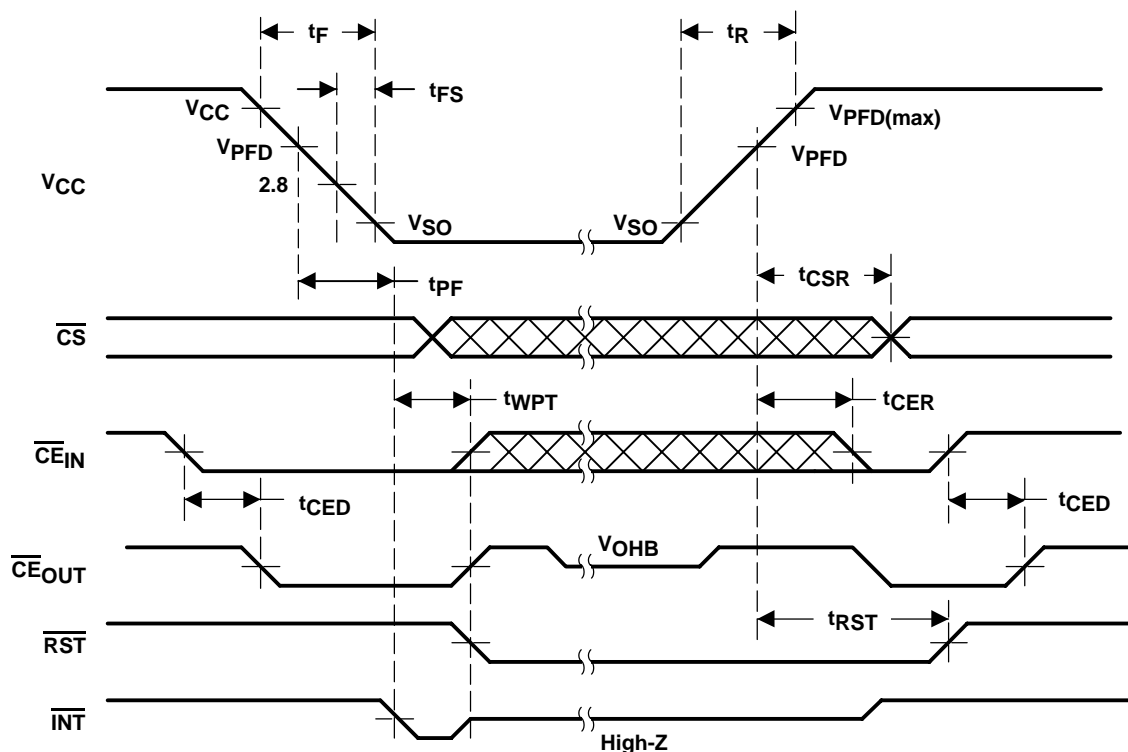 tF
tR
tFS
VCC
VPFD(max)
VPFD
VPFD
2.8
VCC
VSO
VSO
tCSR
tPF
CS
tWPT
tCER
CEIN
tCED
tCED
VOHB
CEOUT
tRST
RST
INT
High-Z